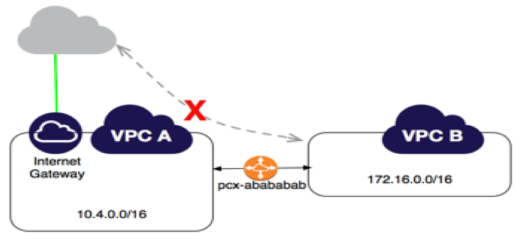 X
VPC A
VPC B
Internet
Gateway
pcx-abababab
172.16.0.0/16
10.4.0.0/16